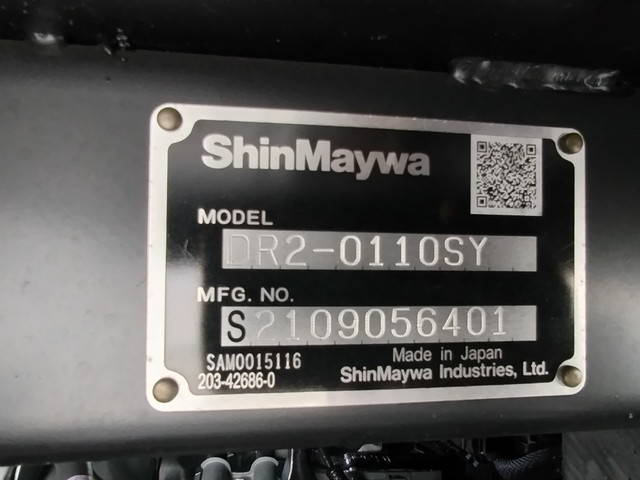 ShinMaywa
MODEL
DR2-0110SY
MFG. NO.
S2109056401
SAM0015116
203-42686-0
Made in Japan
ShinMaywa Industries, Ltd.